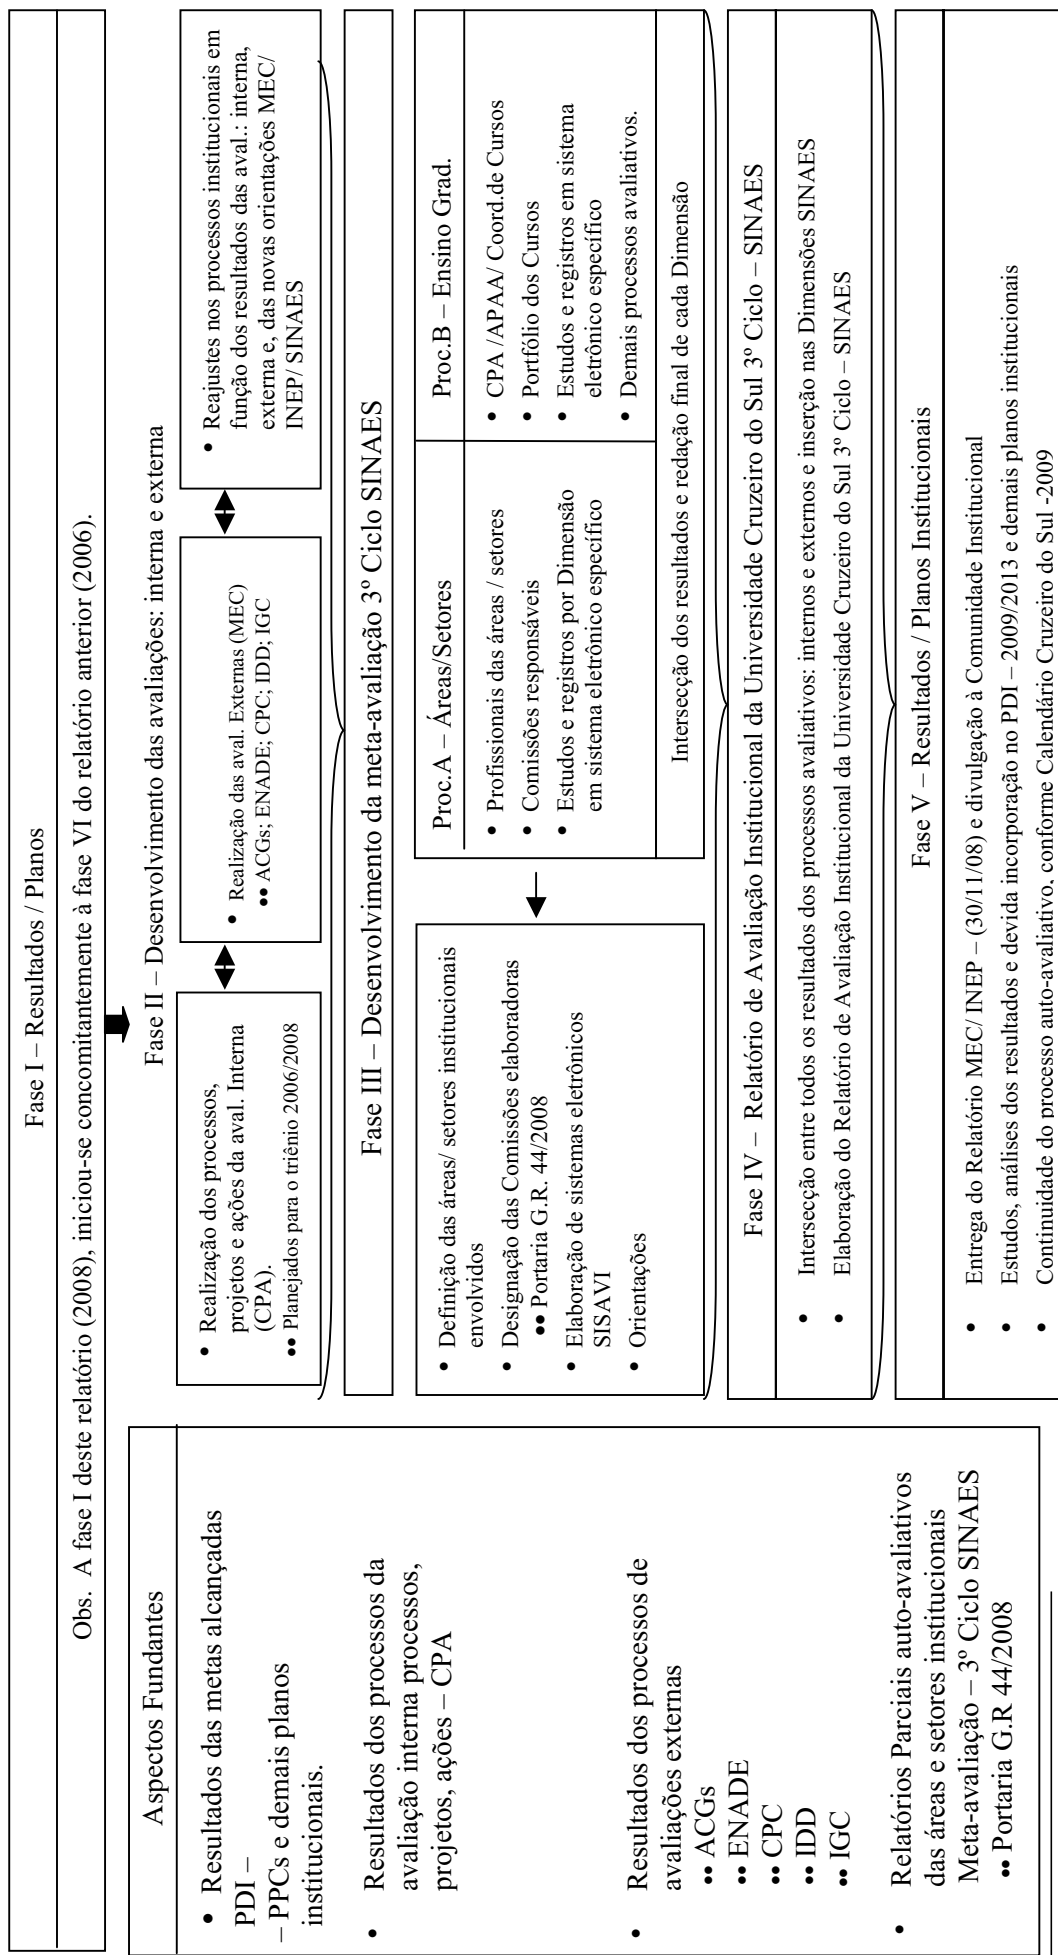 Fase I – Resultados / Planos
Obs. A fase I deste relatório (2008), iniciou-se concomitantemente à fase VI do relatório anterior (2006).
Aspectos Fundantes
• Resultados das metas alcançadas
PDI –
– PPCs e demais planos
institucionais.
• Resultados dos processos da
avaliação interna processos,
projetos, ações – CPA
• Resultados dos processos de
avaliações externas
•• ACGs
•• ENADE
•• CPC
•• IDD
•• IGC
• Relatórios Parciais auto-avaliativos
das áreas e setores institucionais
Meta-avaliação – 3º Ciclo SINAES
•• Portaria G.R 44/2008
Fase II – Desenvolvimento das avaliações: interna e externa
• Realização dos processos,
projetos e ações da aval. Interna
(CPA).
•• Planejados para o triênio 2006/2008
• Realização das aval. Externas (MEC)
•• ACGs; ENADE; CPC; IDD; IGC
• Reajustes nos processos institucionais em
função dos resultados das aval.: interna,
externa e, das novas orientações MEC/
INEP/ SINAES
Fase III – Desenvolvimento da meta-avaliação 3º Ciclo SINAES
• Definição das áreas/ setores institucionais
envolvidos
• Designação das Comissões elaboradoras
•• Portaria G.R. 44/2008
• Elaboração de sistemas eletrônicos
SISAVI
• Orientações
Proc.A – Áreas/Setores
• Profissionais das áreas / setores
• Comissões responsáveis
• Estudos e registros por Dimensão
em sistema eletrônico específico
Proc.B – Ensino Grad.
• CPA /APAA/ Coord.de Cursos
• Portfólio dos Cursos
• Estudos e registros em sistema
eletrônico específico
• Demais processos avaliativos.
Intersecção dos resultados e redação final de cada Dimensão
Fase IV – Relatório de Avaliação Institucional da Universidade Cruzeiro do Sul 3º Ciclo – SINAES
• Intersecção entre todos os resultados dos processos avaliativos: internos e externos e inserção nas Dimensões SINAES
• Elaboração do Relatório de Avaliação Institucional da Universidade Cruzeiro do Sul 3º Ciclo – SINAES
Fase V – Resultados / Planos Institucionais
• Entrega do Relatório MEC/ INEP – (30/11/08) e divulgação à Comunidade Institucional
• Estudos, análises dos resultados e devida incorporação no PDI – 2009/2013 e demais planos institucionais
• Continuidade do processo auto-avaliativo, conforme Calendário Cruzeiro do Sul -2009